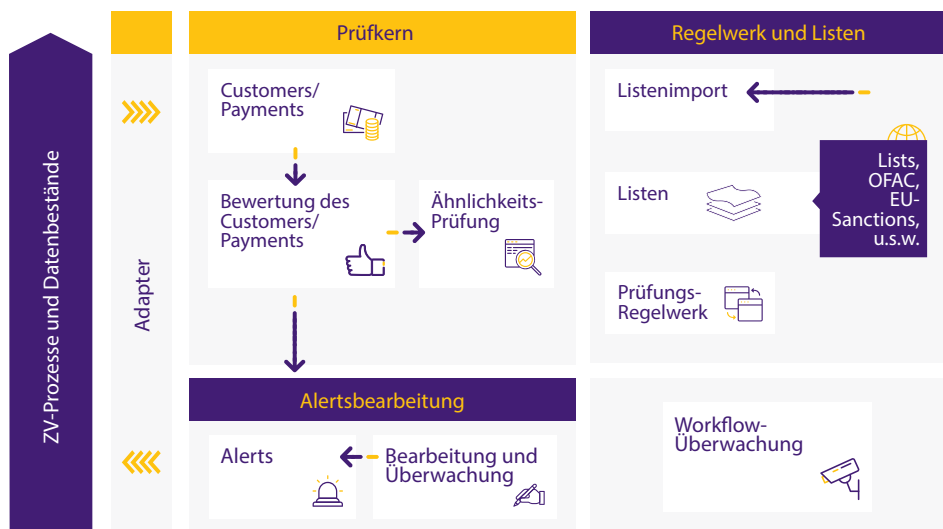 ZV-Prozesse und Datenbestände
Adapter
Prüfkern
Customers/
Payments
Bewertung des
Customers/
Payments
Ähnlichkeits-
Prüfung
Regelwerk und Listen
Listenimport
Listen
Lists,
OFAC,
EU-
Sanctions,
u.s.w.
Prüfungs-
Regelwerk
Alertsbearbeitung
Alerts
Bearbeitung und
Überwachung
Workflow-
Überwachung